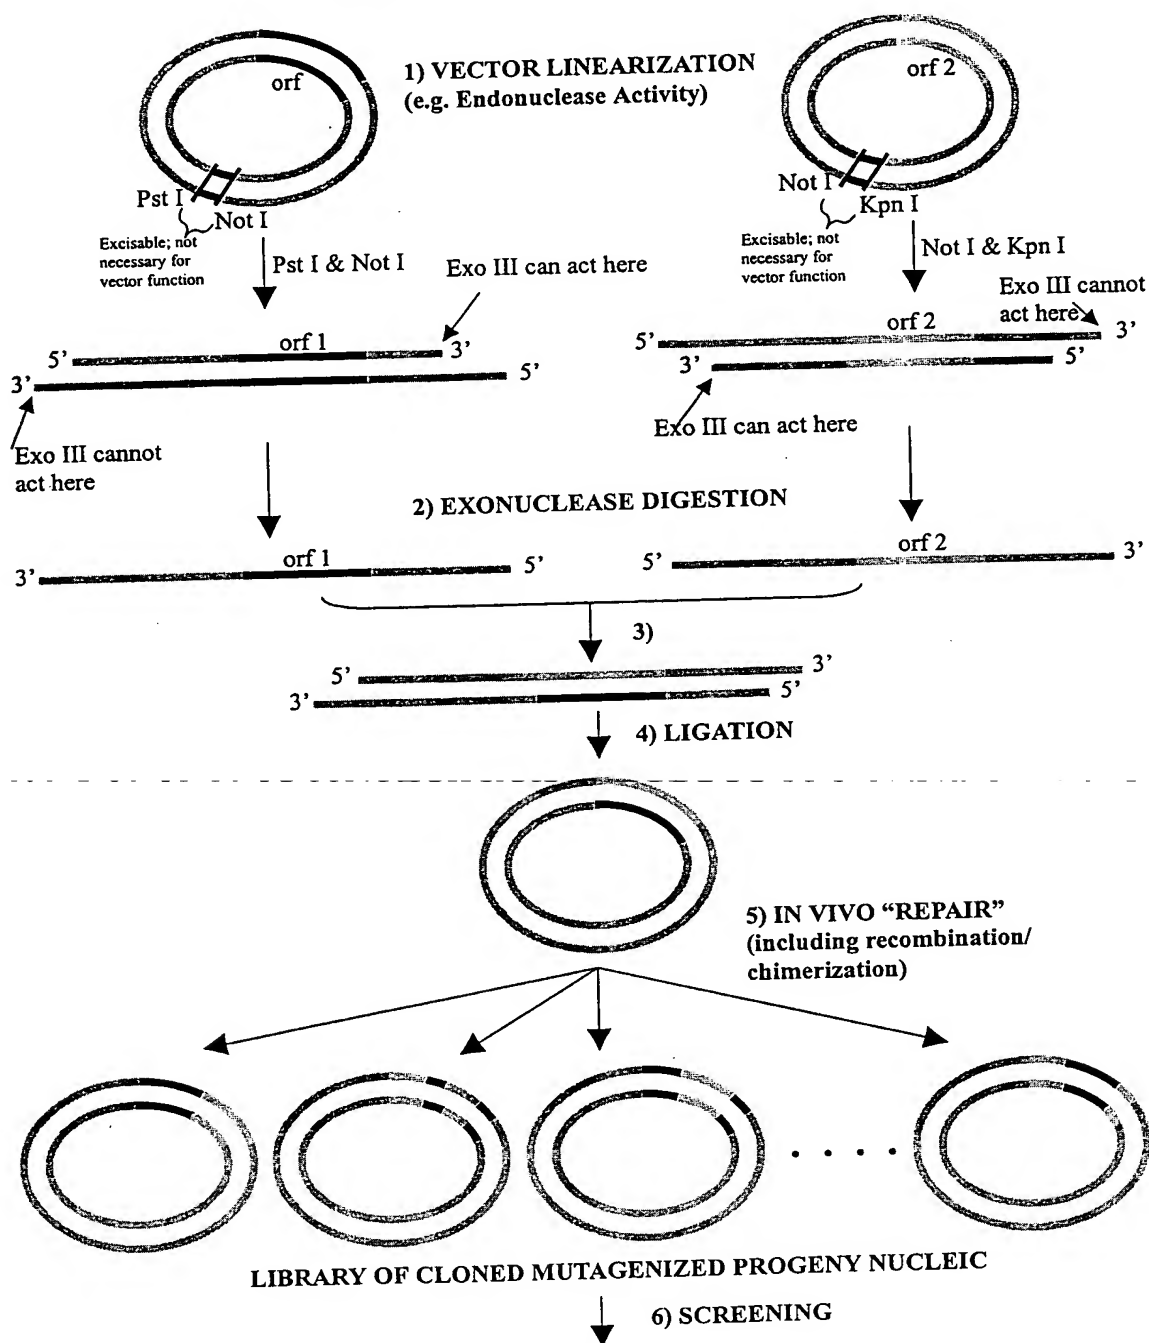 orf
1) VECTOR LINEARIZATION
(e.g. Endonuclease Activity)
orf 2
Pst I
Not I
Excisable; not
necessary for
vector function
Pst I & Not I
Not I
Kpn I
Excisable; not
necessary for
vector function
Not I & Kpn I
Exo III can act here
Exo III cannot
act here
5’
orf 1
3’
3’
5’
5’
orf 2
3’
3’
5’
Exo III cannot
act here
Exo III can act here
2) EXONUCLEASE DIGESTION
3’
orf 1
5’
5’
orf 2
3’
3)
5’
3’
3’
5’
4) LIGATION
5) IN VIVO “REPAIR”
(including recombination/
chimerization)
LIBRARY OF CLONED MUTAGENIZED PROGENY NUCLEIC
6) SCREENING